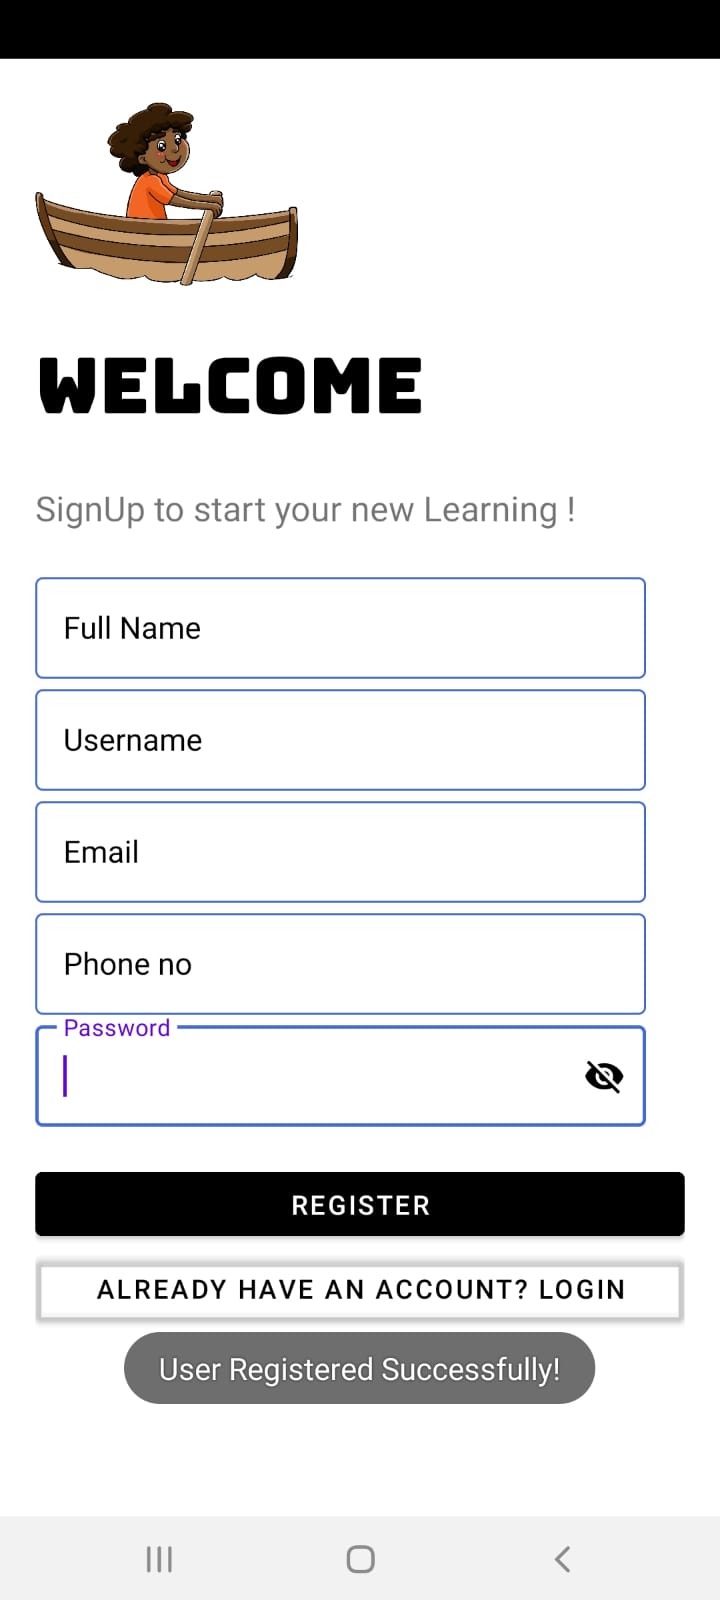 WELCOME
SignUp to start your new Learning !
Full Name
Username
Email
Phone no
Password
REGISTER
ALREADY HAVE AN ACCOUNT? LOGIN
User Registered Successfully!